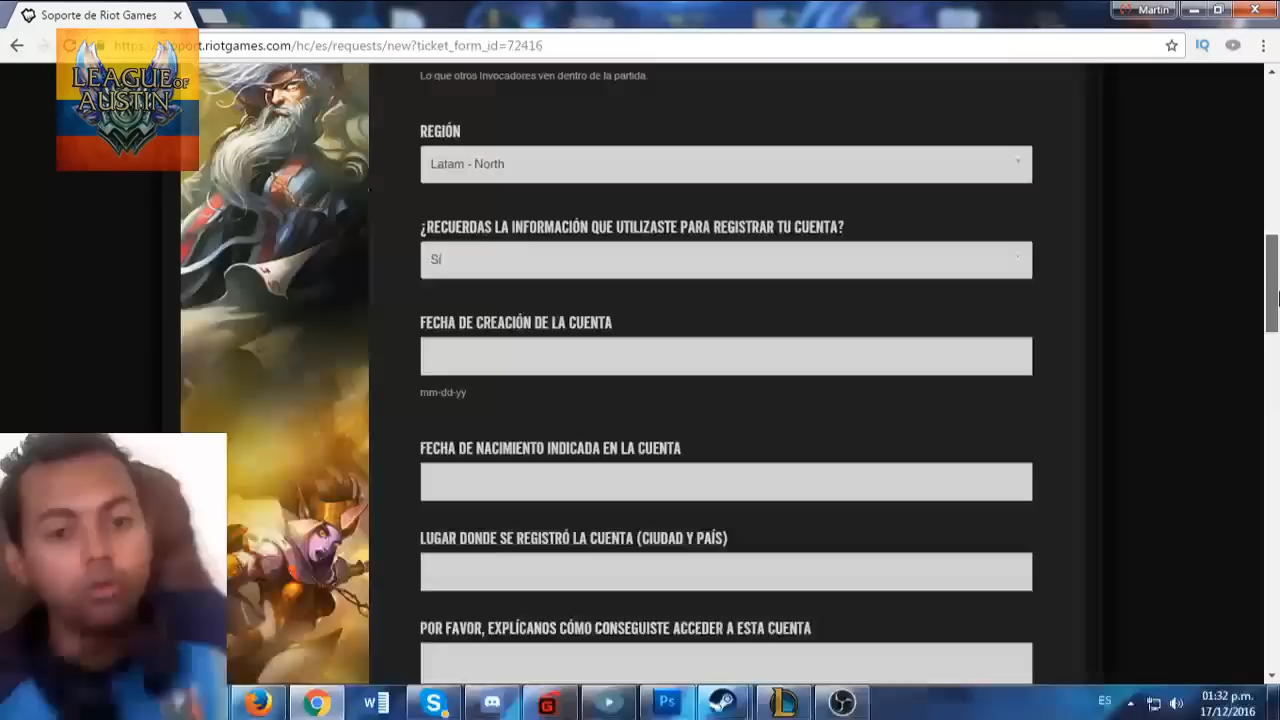 Soporte de Riot Games
Martin
riotgames.com/hc/es/requests/new?ticket_form_id=72416
IQ
LEAGUE OF
AUSTIN
Lo que otros Invocadores ven dentro de la partida.
REGIÓN
Latam - North
¿RECUERDAS LA INFORMACIÓN QUE UTILIZASTE PARA REGISTRAR TU CUENTA?
Sí
FECHA DE CREACIÓN DE LA CUENTA
mm-dd-yy
FECHA DE NACIMIENTO INDICADA EN LA CUENTA
LUGAR DONDE SE REGISTRÓ LA CUENTA (CIUDAD Y PAÍS)
POR FAVOR, EXPLÍCANOS CÓMO CONSEGUISTE ACCEDER A ESTA CUENTA
ES
01:32 p.m.
17/12/2016